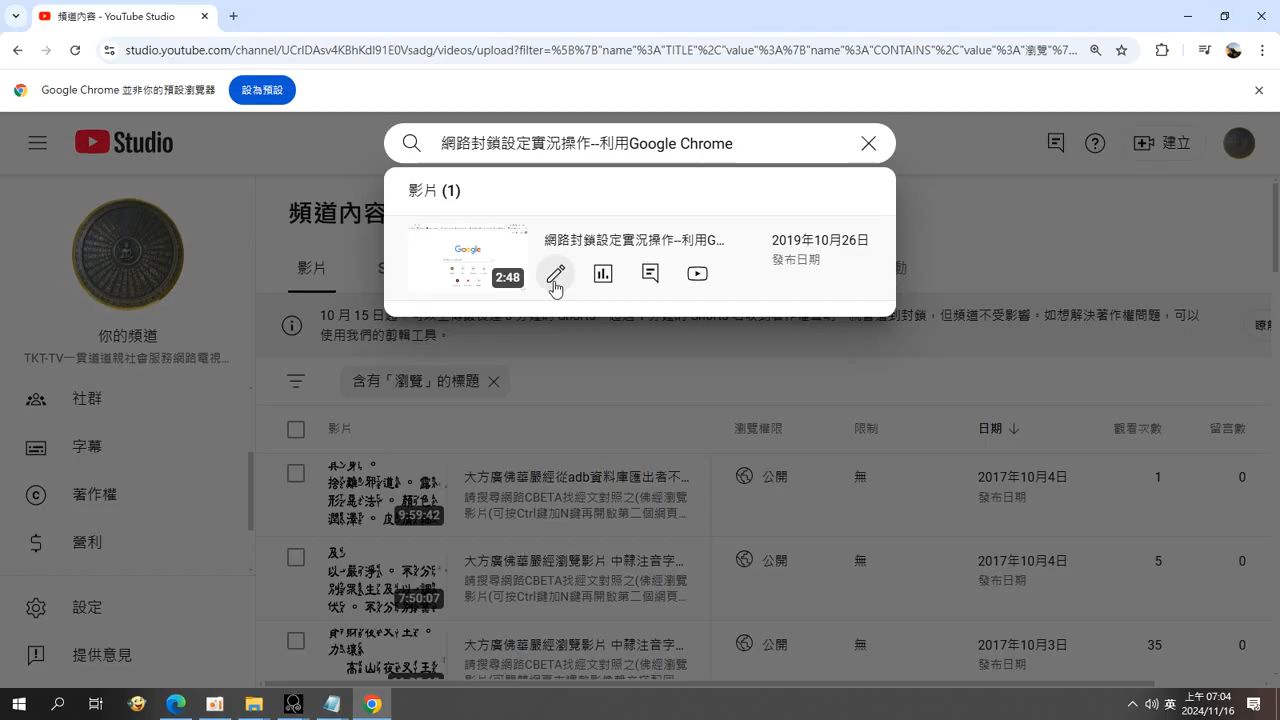 頻道內容 - YouTube Studio
studio.youtube.com/channel/UCrIDAsv4KBhKdI91E0Vsadg/videos/upload?filter=%5B%7B"name"%3A"TITLE"%2C"value"%3A%7B"name"%3A"CONTAINS"%2C"value"%3A"瀏覽"%7...
Google Chrome 並非你的預設瀏覽器
設為預設
Studio
網路封鎖設定實況操作--利用Google Chrome
建立
影片 (1)
頻道內容
網路封鎖設定實況操作--利用G...
2019年10月26日
發布日期
Google
2:48
影片
你的頻道
TKT-TV一貫道道親社會服務網路電視...
使用我們的剪輯工具。
含有「瀏覽」的標題
社群
字幕
著作權
營利
設定
提供意見
影片
瀏覽權限
限制
日期
觀看次數
留言數
9:59:42
大方廣佛華嚴經從adb資料庫匯出者不...
請搜尋網路CBETA找經文對照之(佛經瀏覽
影片(可按Ctrl鍵加N鍵再開啟第二個網頁...
公開
無
2017年10月4日
發布日期
1
0
7:50:07
大方廣佛華嚴經瀏覽影片 中隸注音字...
請搜尋網路CBETA找經文對照之(佛經瀏覽
影片(可按Ctrl鍵加N鍵再開啟第二個網頁...
公開
無
2017年10月4日
發布日期
5
0
大方廣佛華嚴經瀏覽影片 中隸注音字...
請搜尋網路CBETA找經文對照之(佛經瀏覽
公開
無
2017年10月3日
發布日期
35
0
英
上午 07:04
2024/11/16